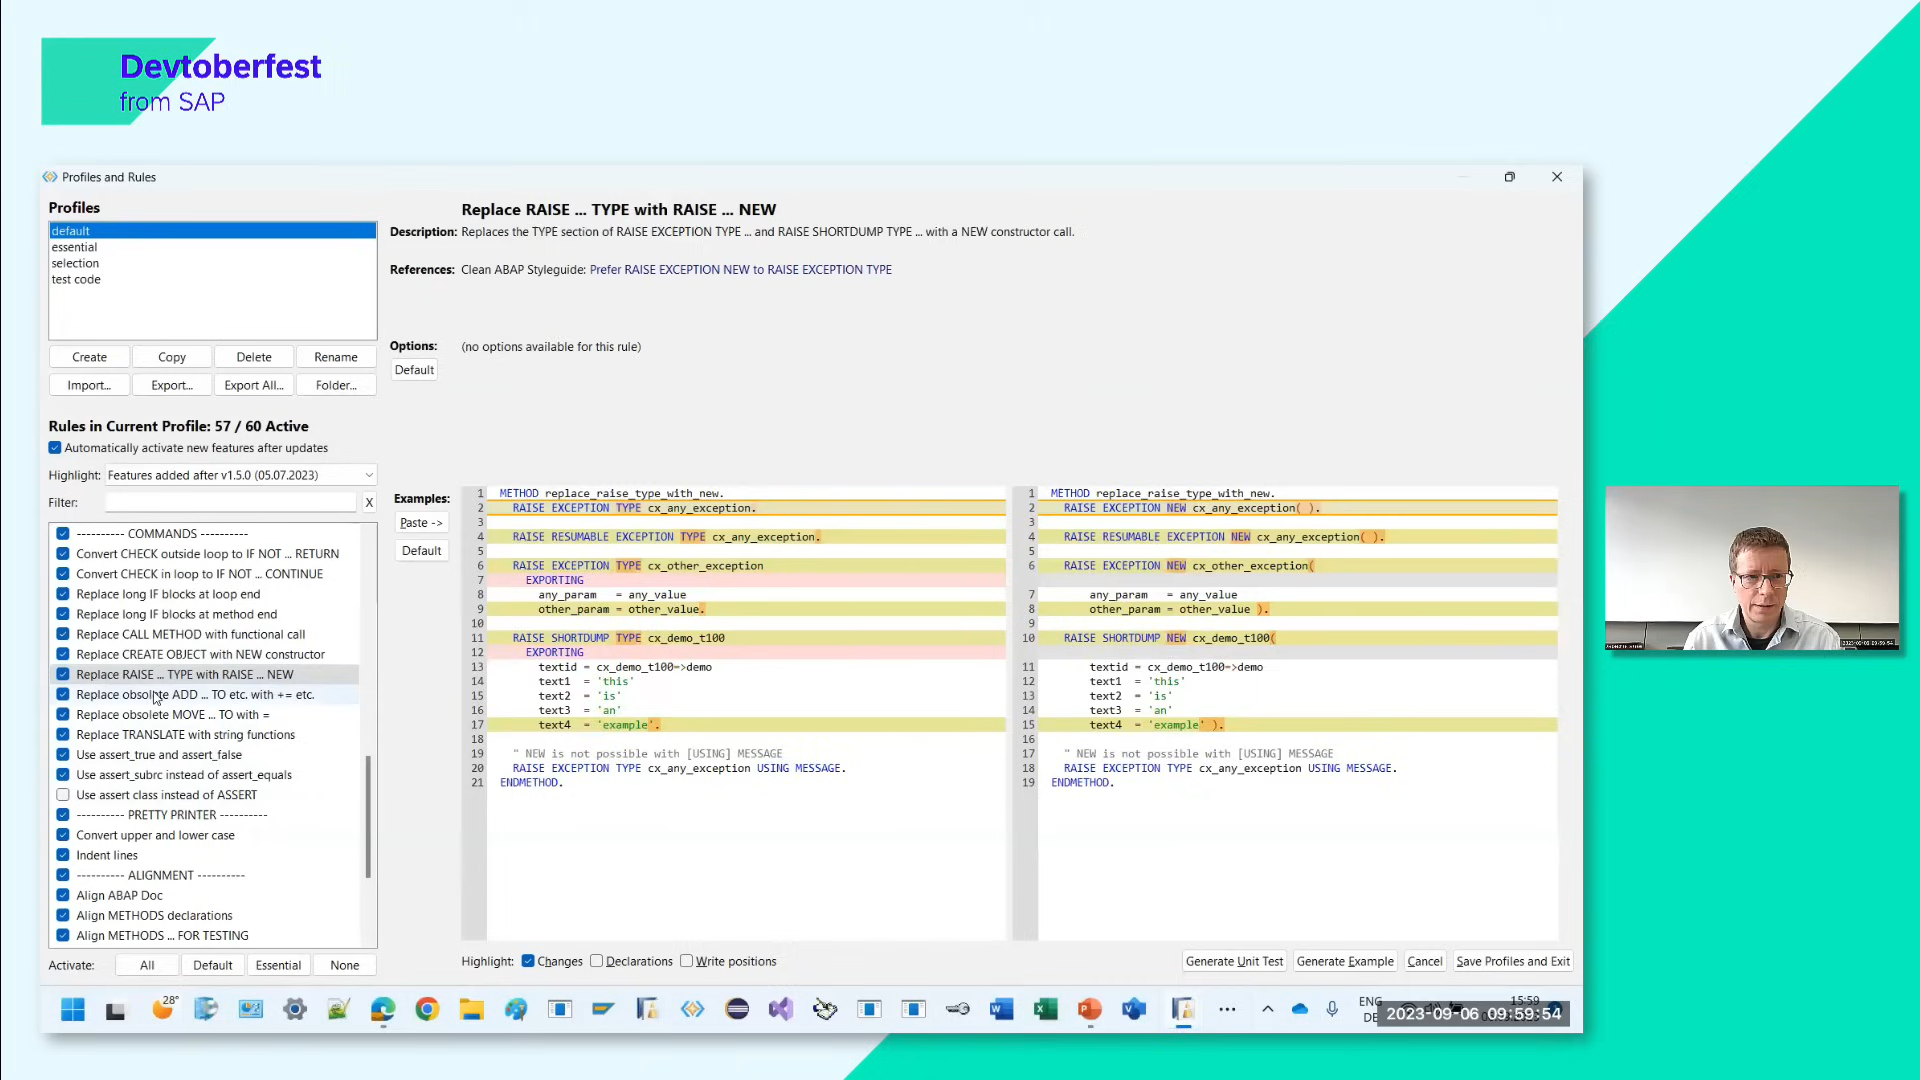 Devtoberfest
from SAP
Profiles and Rules
Profiles
default
essential
selection
test code
Create Copy Delete Rename
Import... Export... Export All... Folder...
Rules in Current Profile: 57 / 60 Active
Automatically activate new features after updates
Highlight: Features added after v1.5.0 (05.07.2023)
Filter: X
---------- COMMANDS ----------
Convert CHECK outside loop to IF NOT ... RETURN
Convert CHECK in loop to IF NOT ... CONTINUE
Replace long IF blocks at loop end
Replace long IF blocks at method end
Replace CALL METHOD with functional call
Replace CREATE OBJECT with NEW constructor
Replace RAISE ... TYPE with RAISE ... NEW
Replace obsolete ADD ... TO etc. with += etc.
Replace obsolete MOVE ... TO with =
Replace TRANSLATE with string functions
Use assert_true and assert_false
Use assert_subrc instead of assert_equals
Use assert class instead of ASSERT
---------- PRETTY PRINTER ----------
Convert upper and lower case
Indent lines
---------- ALIGNMENT ----------
Align ABAP Doc
Align METHODS declarations
Align METHODS ... FOR TESTING
Activate: All Default Essential None
Replace RAISE ... TYPE with RAISE ... NEW
Description: Replaces the TYPE section of RAISE EXCEPTION TYPE ... and RAISE SHORTDUMP TYPE ... with a NEW constructor call.
References: Clean ABAP Styleguide: Prefer RAISE EXCEPTION NEW to RAISE EXCEPTION TYPE
Options: (no options available for this rule)
Default
Examples:
Paste ->
Default
1 METHOD replace_raise_type_with_new.
2 RAISE EXCEPTION TYPE cx_any_exception.
3
4 RAISE RESUMABLE EXCEPTION TYPE cx_any_exception.
5
6 RAISE EXCEPTION TYPE cx_other_exception
7 EXPORTING
8 any_param = any_value
9 other_param = other_value.
10
11 RAISE SHORTDUMP TYPE cx_demo_t100
12 EXPORTING
13 textid = cx_demo_t100=>demo
14 text1 = 'this'
15 text2 = 'is'
16 text3 = 'an'
17 text4 = 'example'.
18
19 " NEW is not possible with [USING] MESSAGE
20 RAISE EXCEPTION TYPE cx_any_exception USING MESSAGE.
21 ENDMETHOD.
1 METHOD replace_raise_type_with_new.
2 RAISE EXCEPTION NEW cx_any_exception( ).
3
4 RAISE RESUMABLE EXCEPTION NEW cx_any_exception( ).
5
6 RAISE EXCEPTION NEW cx_other_exception(
7 any_param = any_value
8 other_param = other_value ).
9
10 RAISE SHORTDUMP NEW cx_demo_t100(
11 textid = cx_demo_t100=>demo
12 text1 = 'this'
13 text2 = 'is'
14 text3 = 'an'
15 text4 = 'example' ).
16
17 " NEW is not possible with [USING] MESSAGE
18 RAISE EXCEPTION TYPE cx_any_exception USING MESSAGE.
19 ENDMETHOD.
Highlight: Changes Declarations Write positions
Generate Unit Test Generate Example Cancel Save Profiles and Exit
28°
ENG
DE
15:59
2023-09-06 09:59:54